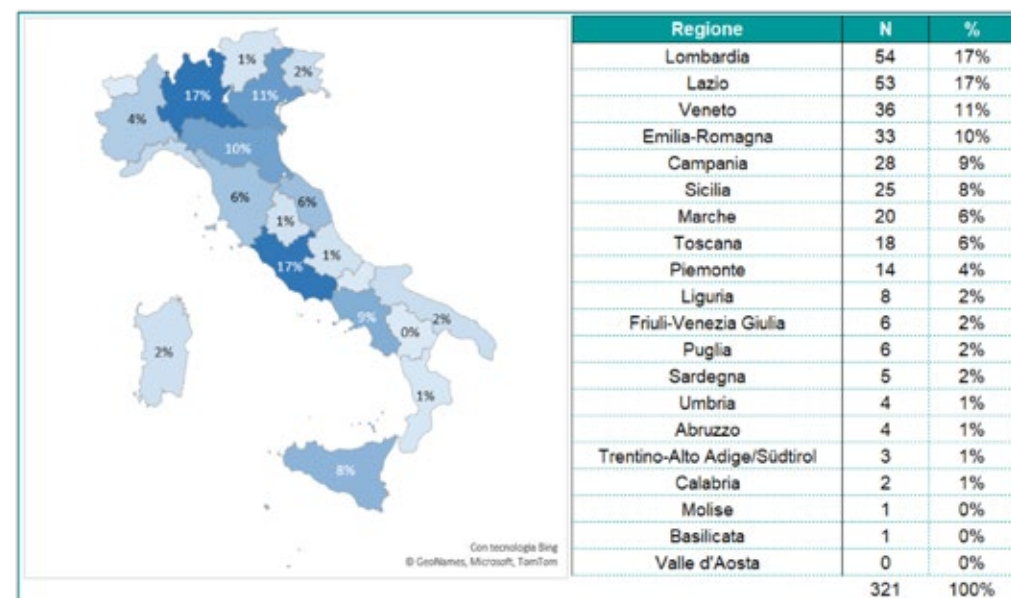 1%
2%
17%
11%
4%
10%
6%
6%
1%
1%
17%
9%
0%
2%
2%
1%
8%
Con tecnologia Bing
© GeoNames, Microsoft, TomTom
Regione N %
Lombardia 54 17%
Lazio 53 17%
Veneto 36 11%
Emilia-Romagna 33 10%
Campania 28 9%
Sicilia 25 8%
Marche 20 6%
Toscana 18 6%
Piemonte 14 4%
Liguria 8 2%
Friuli-Venezia Giulia 6 2%
Puglia 6 2%
Sardegna 5 2%
Umbria 4 1%
Abruzzo 4 1%
Trentino-Alto Adige/Südtirol 3 1%
Calabria 2 1%
Molise 1 0%
Basilicata 1 0%
Valle d'Aosta 0 0%
321 100%